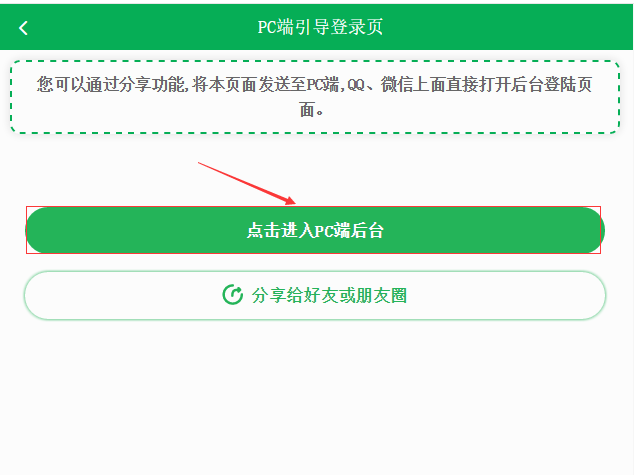 PC端引导登录页
您可以通过分享功能,将本页面发送至PC端,QQ、微信上面直接打开后台登陆页
面。
点击进入PC端后台
分享给好友或朋友圈